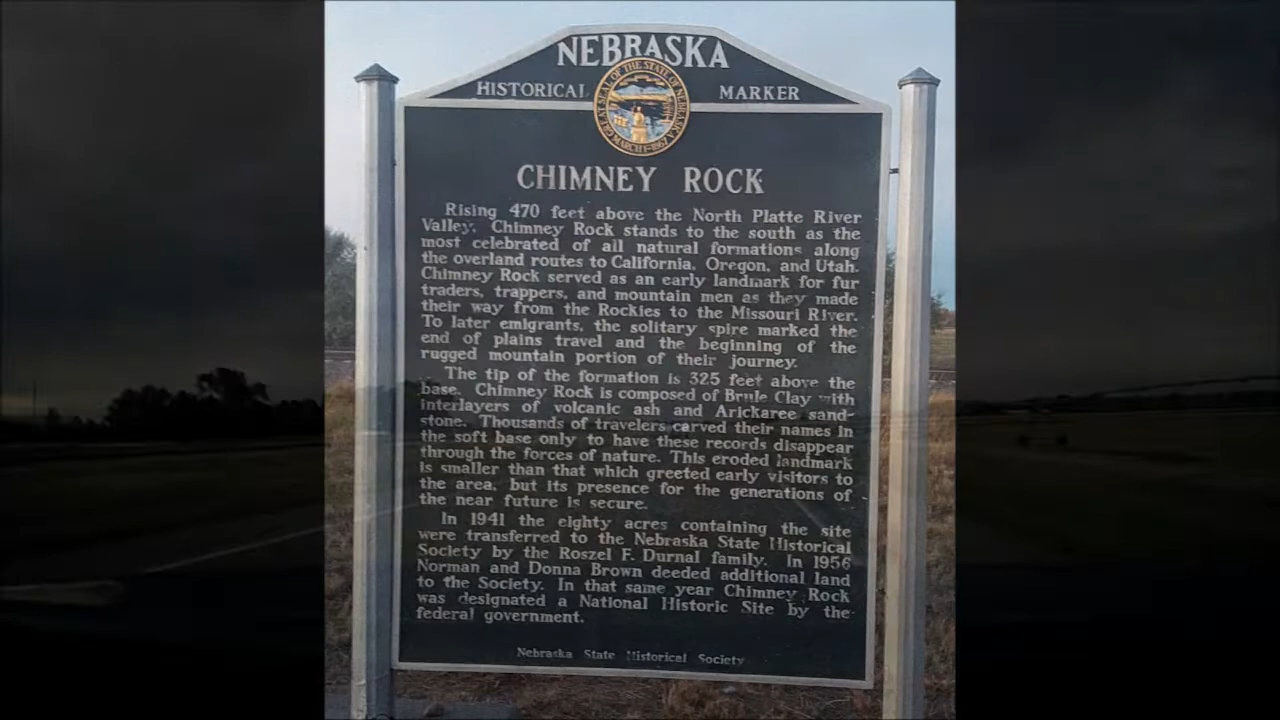 NEBRASKA
HISTORICAL MARKER
GREAT SEAL OF THE STATE OF NEBRASKA
MARCH 1ST 1867
CHIMNEY ROCK
Rising 470 feet above the North Platte River
Valley, Chimney Rock stands to the south as the
most celebrated of all natural formations along
the overland routes to California, Oregon, and Utah.
Chimney Rock served as an early landmark for fur
traders, trappers, and mountain men as they made
their way from the Rockies to the Missouri River.
To later emigrants, the solitary spire marked the
end of plains travel and the beginning of the
rugged mountain portion of their journey.
The tip of the formation is 325 feet above the
base. Chimney Rock is composed of Brule Clay with
interlayers of volcanic ash and Arickaree sand-
stone. Thousands of travelers carved their names in
the soft base only to have these records disappear
through the forces of nature. This eroded landmark
is smaller than that which greeted early visitors to
the area, but its presence for the generations of
the near future is secure.
In 1941 the eighty acres containing the site
were transferred to the Nebraska State Historical
Society by the Roszel F. Durnal family. In 1956
Norman and Donna Brown deeded additional land
to the Society. In that same year Chimney Rock
was designated a National Historic Site by the
federal government.
Nebraska State Historical Society